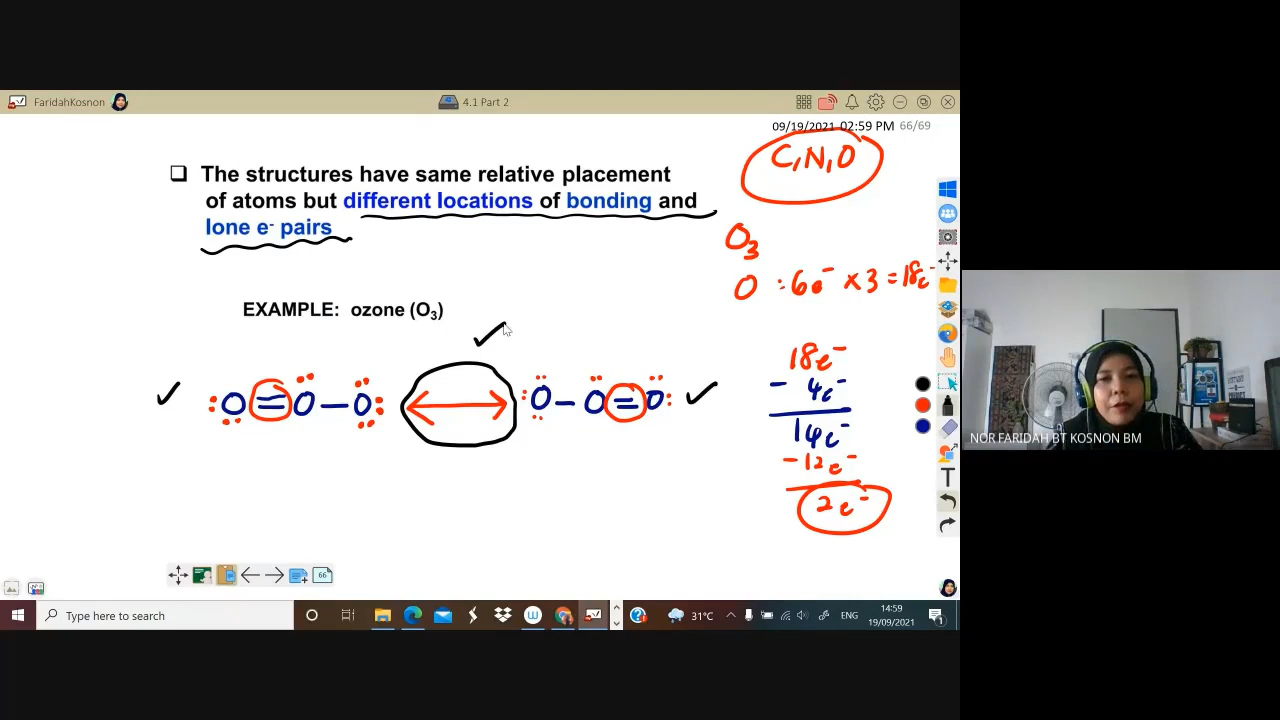 FaridahKosnon
4.1 Part 2
09/19/2021 02:59 PM 66/69
The structures have same relative placement
of atoms but different locations of bonding and
lone e- pairs
C, N, O
O₃
O : 6e⁻ × 3 = 18e⁻
EXAMPLE: ozone (O₃)
18e⁻
- 4e⁻
14e⁻
- 12e⁻
2e⁻
O = O — O
O — O = O
NOR FARIDAH BT KOSNON BM
T
66
Type here to search
31°C
ENG
14:59
19/09/2021
1